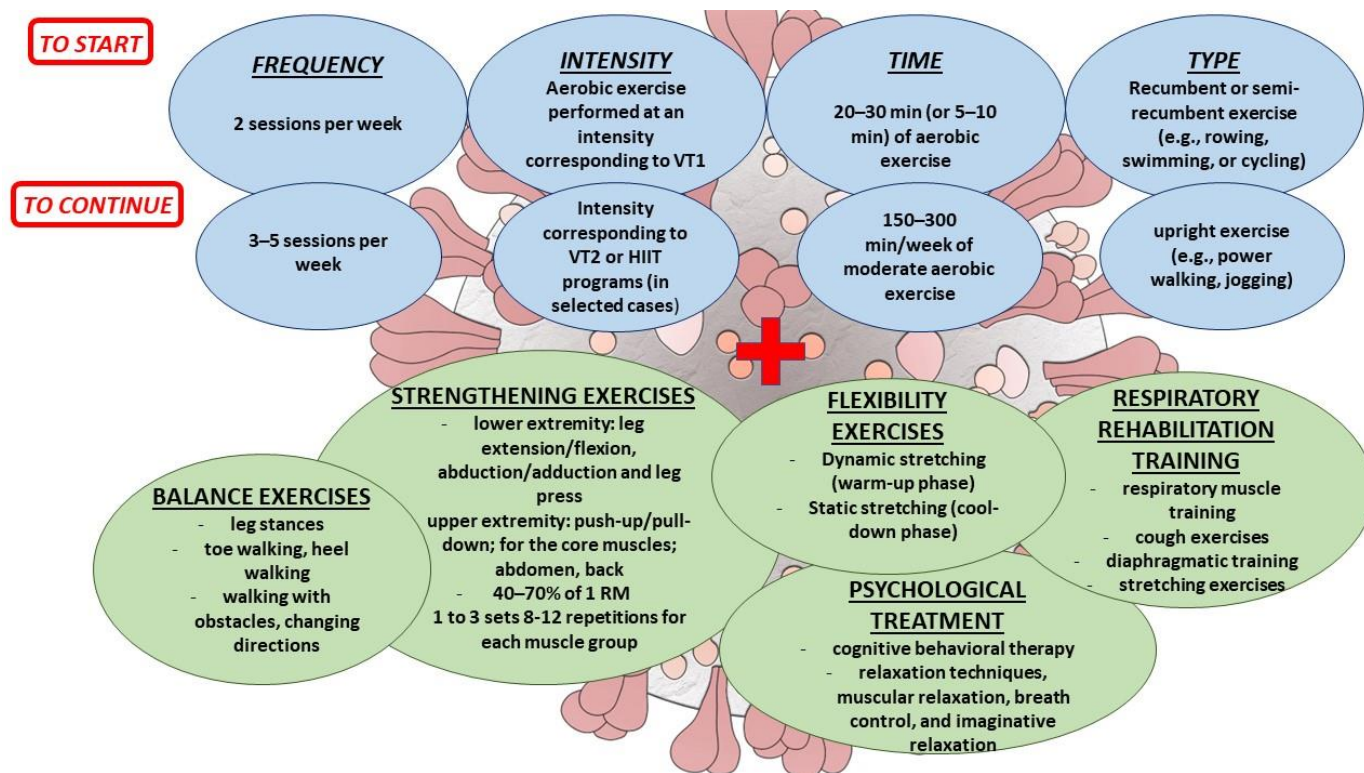 TO START
FREQUENCY
2 sessions per week
INTENSITY
Aerobic exercise
performed at an
intensity
corresponding to VT1
TIME
20–30 min (or 5–10
min) of aerobic
exercise
TYPE
Recumbent or semi-
recumbent exercise
(e.g., rowing,
swimming, or cycling)
TO CONTINUE
3–5 sessions per
week
Intensity
corresponding to
VT2 or HIIT
programs (in
selected cases)
150–300
min/week of
moderate aerobic
exercise
upright exercise
(e.g., power
walking, jogging)
BALANCE EXERCISES
- leg stances
- toe walking, heel
walking
- walking with
obstacles, changing
directions
STRENGTHENING EXERCISES
- lower extremity: leg
extension/flexion,
abduction/adduction and leg
press
upper extremity: push-up/pull-
down; for the core muscles;
abdomen, back
- 40–70% of 1 RM
1 to 3 sets 8-12 repetitions for
each muscle group
FLEXIBILITY
EXERCISES
- Dynamic stretching
(warm-up phase)
- Static stretching (cool-
down phase)
RESPIRATORY
REHABILITATION
TRAINING
- respiratory muscle
training
- cough exercises
- diaphragmatic training
- stretching exercises
PSYCHOLOGICAL
TREATMENT
- cognitive behavioral therapy
- relaxation techniques,
muscular relaxation, breath
control, and imaginative
relaxation